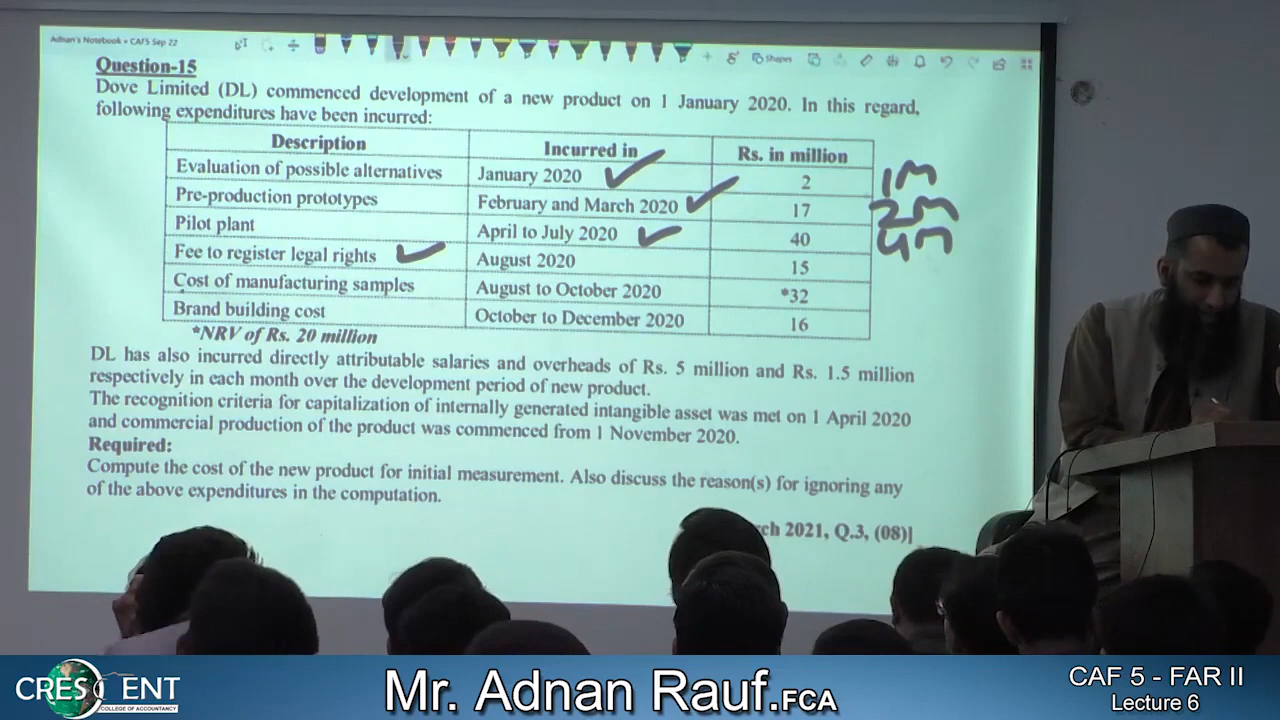 Adnan's Notebook » CAF5 Sep 22
Shapes
Question-15
Dove Limited (DL) commenced development of a new product on 1 January 2020. In this regard,
following expenditures have been incurred:
Description Incurred in Rs. in million
Evaluation of possible alternatives January 2020 2 1M
Pre-production prototypes February and March 2020 17 2m
Pilot plant April to July 2020 40 4m
Fee to register legal rights August 2020 15
Cost of manufacturing samples August to October 2020 *32
Brand building cost October to December 2020 16
*NRV of Rs. 20 million
DL has also incurred directly attributable salaries and overheads of Rs. 5 million and Rs. 1.5 million
respectively in each month over the development period of new product.
The recognition criteria for capitalization of internally generated intangible asset was met on 1 April 2020
and commercial production of the product was commenced from 1 November 2020.
Required:
Compute the cost of the new product for initial measurement. Also discuss the reason(s) for ignoring any
of the above expenditures in the computation.
ch 2021, Q.3, (08)]
CRESCENT
COLLEGE OF ACCOUNTANCY
Mr. Adnan Rauf.FCA
CAF 5 - FAR II
Lecture 6